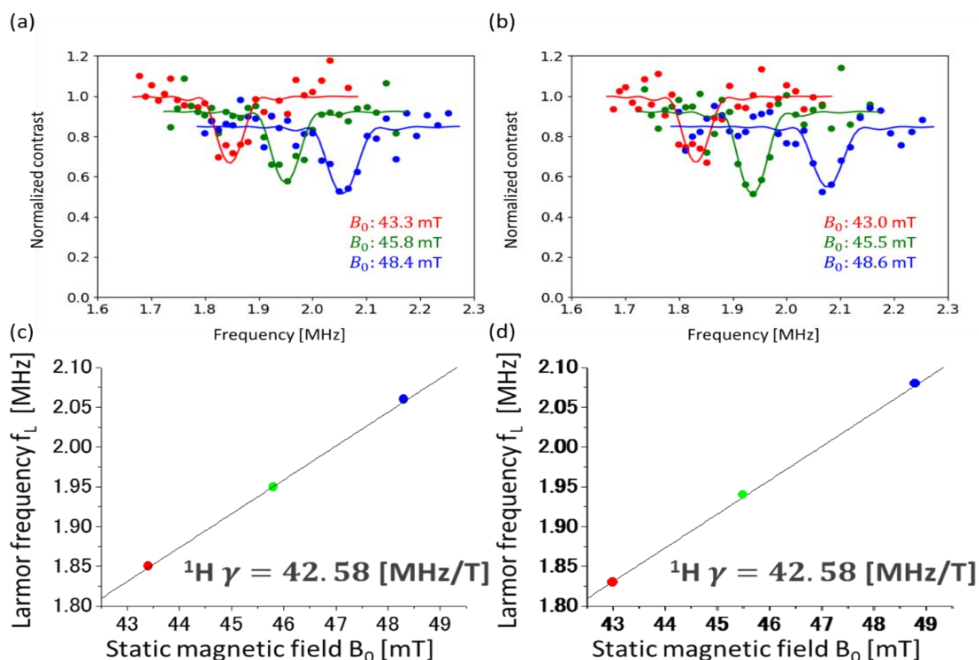 (a)
(b)
Normalized contrast
1.2
1.0
0.8
0.6
0.4
0.2
0.0
B₀: 43.3 mT
B₀: 45.8 mT
B₀: 48.4 mT
1.6 1.7 1.8 1.9 2.0 2.1 2.2 2.3
Frequency [MHz]
Normalized contrast
1.2
1.0
0.8
0.6
0.4
0.2
0.0
B₀: 43.0 mT
B₀: 45.5 mT
B₀: 48.6 mT
1.6 1.7 1.8 1.9 2.0 2.1 2.2 2.3
Frequency [MHz]
(c)
(d)
Larmor frequency f_L [MHz]
2.10
2.05
2.00
1.95
1.90
1.85
1.80
¹H γ = 42.58 [MHz/T]
43 44 45 46 47 48 49
Static magnetic field B₀ [mT]
Larmor frequency f_L [MHz]
2.10
2.05
2.00
1.95
1.90
1.85
1.80
¹H γ = 42.58 [MHz/T]
43 44 45 46 47 48 49
Static magnetic field B₀ [mT]